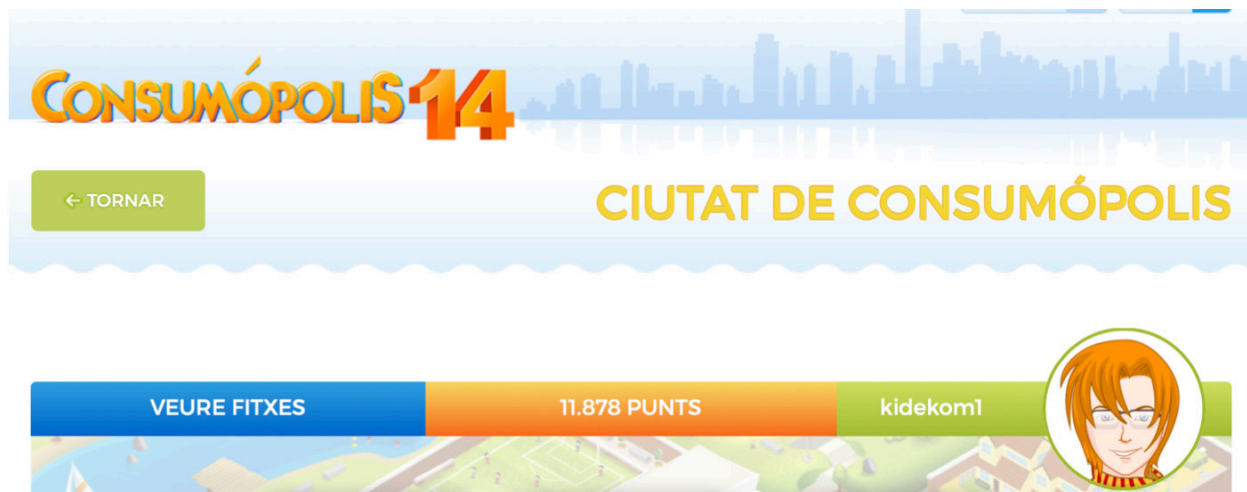 CONSUMÓPOLIS 14
← TORNAR
CIUTAT DE CONSUMÓPOLIS
VEURE FITXES
11.878 PUNTS
kidekom1